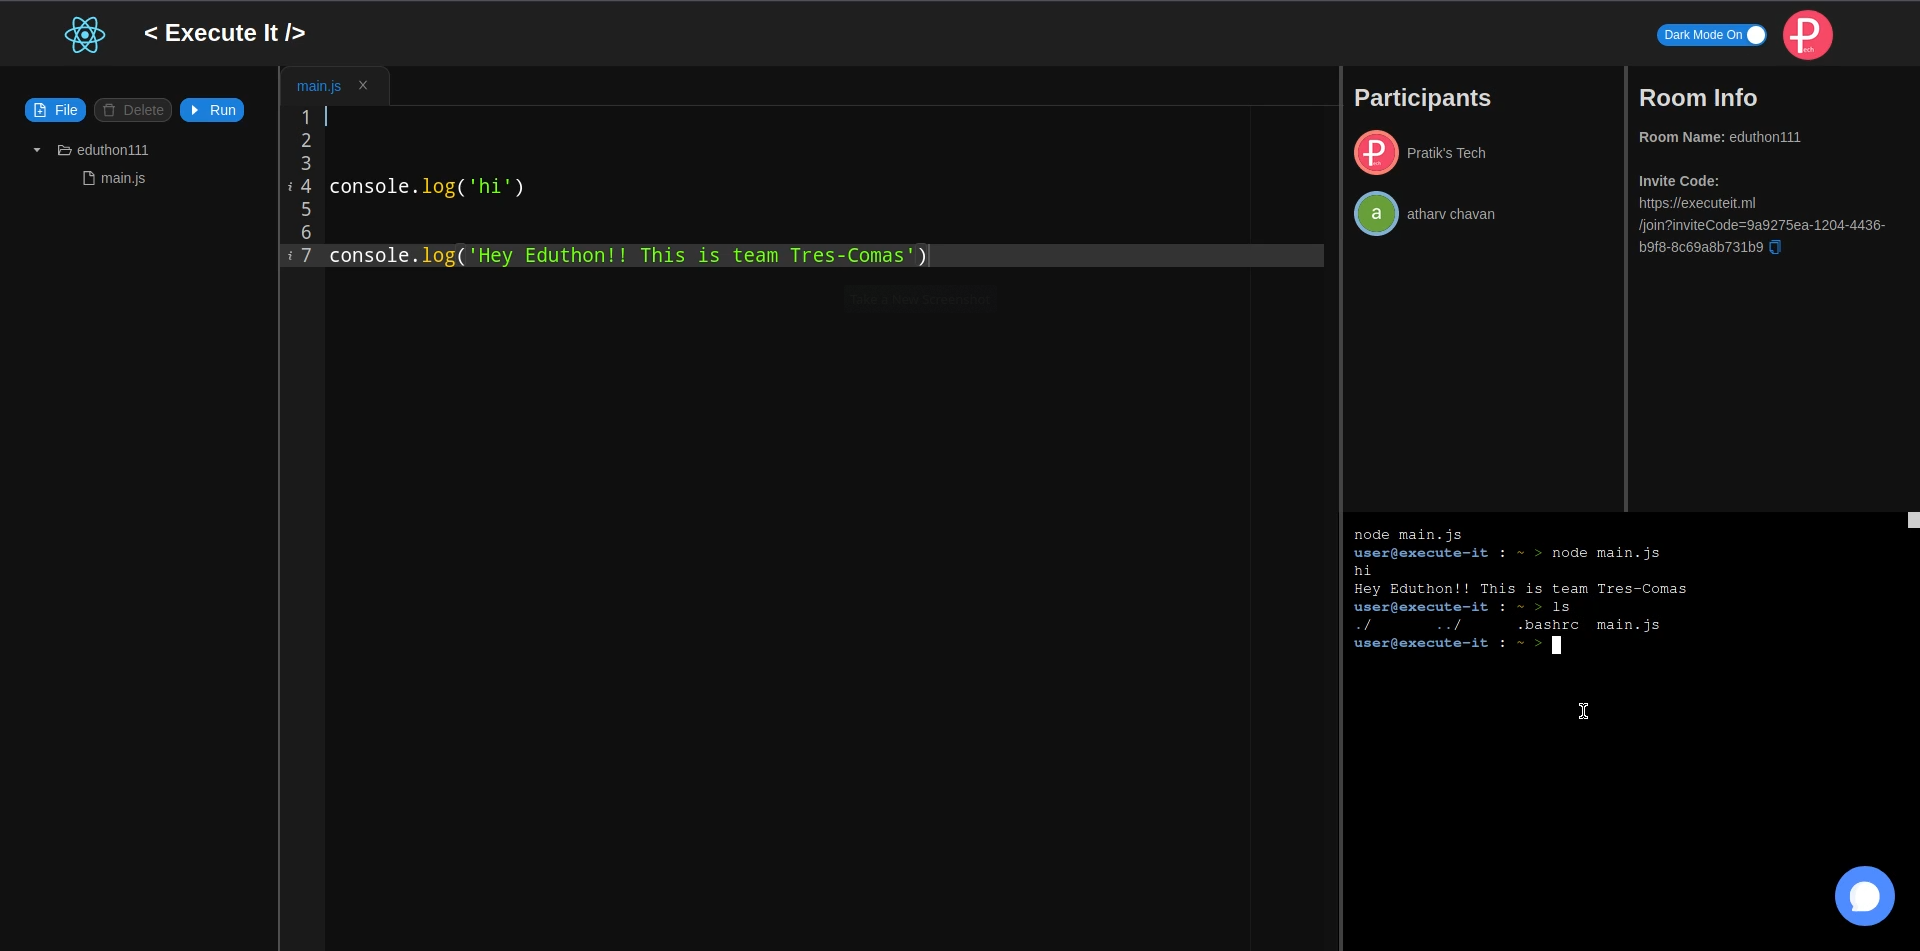 < Execute It />
Dark Mode On
P
tech
File
Delete
Run
eduthon111
main.js
main.js
1
2
3
i 4 console.log('hi')
5
6
i 7 console.log('Hey Eduthon!! This is team Tres-Comas')
Take a New Screenshot
Participants
P
tech
Pratik's Tech
a
atharv chavan
Room Info
Room Name: eduthon111
Invite Code:
https://executeit.ml
/join?inviteCode=9a9275ea-1204-4436-
b9f8-8c69a8b731b9
node main.js
user@execute-it : ~ > node main.js
hi
Hey Eduthon!! This is team Tres-Comas
user@execute-it : ~ > ls
./ ../ .bashrc main.js
user@execute-it : ~ >